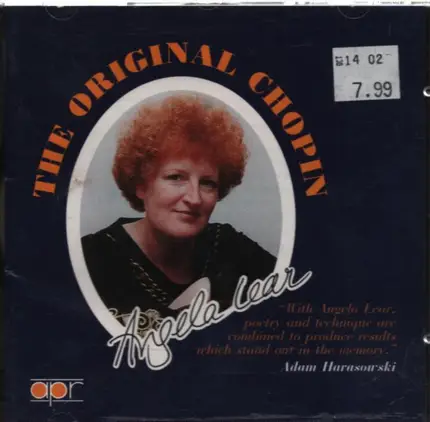 THE ORIGINAL CHOPIN
14 02
7.99
Angela Lear
"With Angela Lear,
poetry and technique are
combined to produce results
which stand out in the memory."
Adam Harasowski
apr